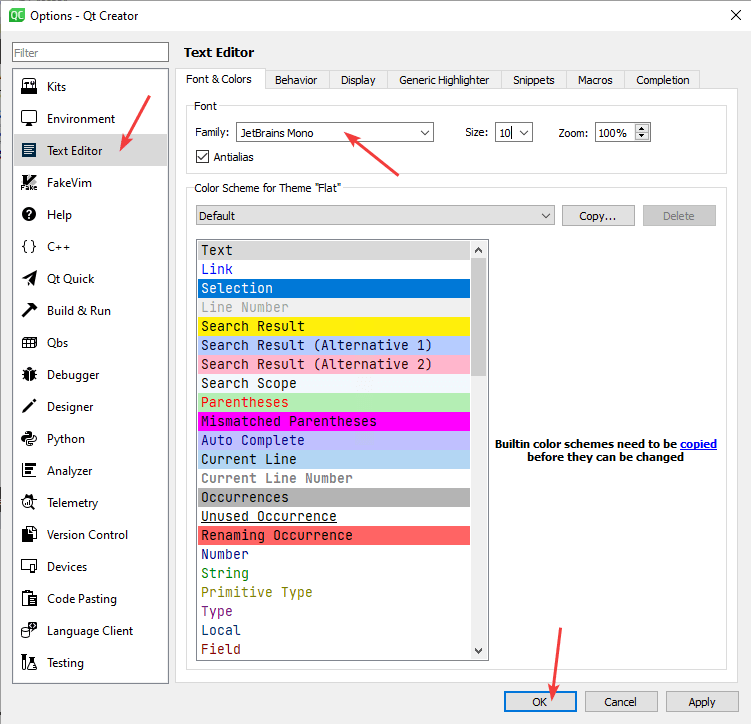 QC Options - Qt Creator
Filter
Kits
Environment
Text Editor
Fake FakeVim
Help
C++
Qt Quick
Build & Run
Qbs
Debugger
Designer
Python
Analyzer
Telemetry
Version Control
Devices
Code Pasting
Language Client
Testing
Text Editor
Font & Colors Behavior Display Generic Highlighter Snippets Macros Completion
Font
Family: JetBrains Mono Size: 10 Zoom: 100%
Antialias
Color Scheme for Theme "Flat"
Default Copy... Delete
Text
Link
Selection
Line Number
Search Result
Search Result (Alternative 1)
Search Result (Alternative 2)
Search Scope
Parentheses
Mismatched Parentheses
Auto Complete
Current Line
Current Line Number
Occurrences
Unused Occurrence
Renaming Occurrence
Number
String
Primitive Type
Type
Local
Field
Builtin color schemes need to be copied
before they can be changed
OK Cancel Apply